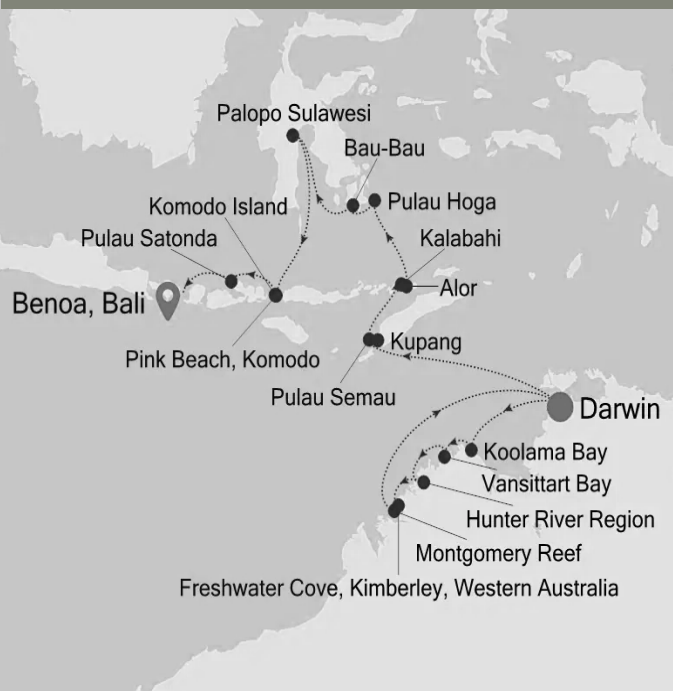 Palopo Sulawesi
Bau-Bau
Komodo Island
Pulau Hoga
Pulau Satonda
Kalabahi
Benoa, Bali
Alor
Pink Beach, Komodo
Kupang
Pulau Semau
Darwin
Koolama Bay
Vansittart Bay
Hunter River Region
Montgomery Reef
Freshwater Cove, Kimberley, Western Australia